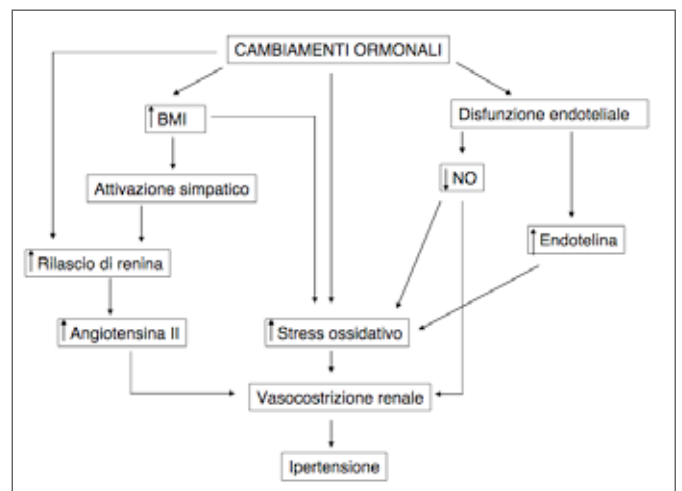 CAMBIAMENTI ORMONALI
↑ BMI
Disfunzione endoteliale
Attivazione simpatico
↓ NO
↑ Endotelina
↑ Rilascio di renina
↑ Angiotensina II
↑ Stress ossidativo
Vasocostrizione renale
Ipertensione